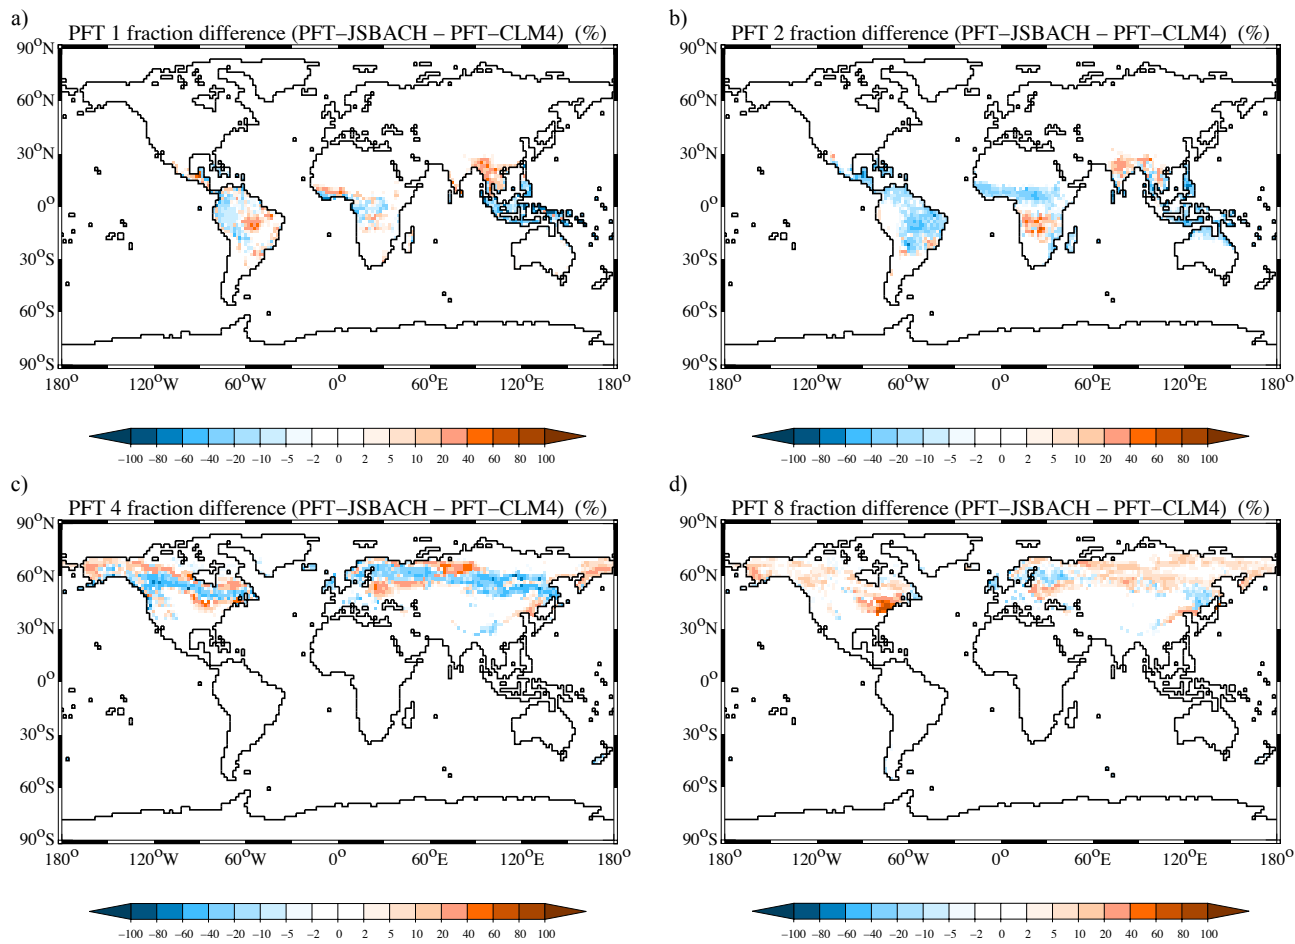 a)
PFT 1 fraction difference (PFT−JSBACH − PFT−CLM4) (%)
90°N
60°N
30°N
0°
30°S
60°S
90°S
180° 120°W 60°W 0° 60°E 120°E 180°
−100 −80 −60 −40 −20 −10 −5 −2 0 2 5 10 20 40 60 80 100
b)
PFT 2 fraction difference (PFT−JSBACH − PFT−CLM4) (%)
90°N
60°N
30°N
0°
30°S
60°S
90°S
180° 120°W 60°W 0° 60°E 120°E 180°
−100 −80 −60 −40 −20 −10 −5 −2 0 2 5 10 20 40 60 80 100
c)
PFT 4 fraction difference (PFT−JSBACH − PFT−CLM4) (%)
90°N
60°N
30°N
0°
30°S
60°S
90°S
180° 120°W 60°W 0° 60°E 120°E 180°
−100 −80 −60 −40 −20 −10 −5 −2 0 2 5 10 20 40 60 80 100
d)
PFT 8 fraction difference (PFT−JSBACH − PFT−CLM4) (%)
90°N
60°N
30°N
0°
30°S
60°S
90°S
180° 120°W 60°W 0° 60°E 120°E 180°
−100 −80 −60 −40 −20 −10 −5 −2 0 2 5 10 20 40 60 80 100